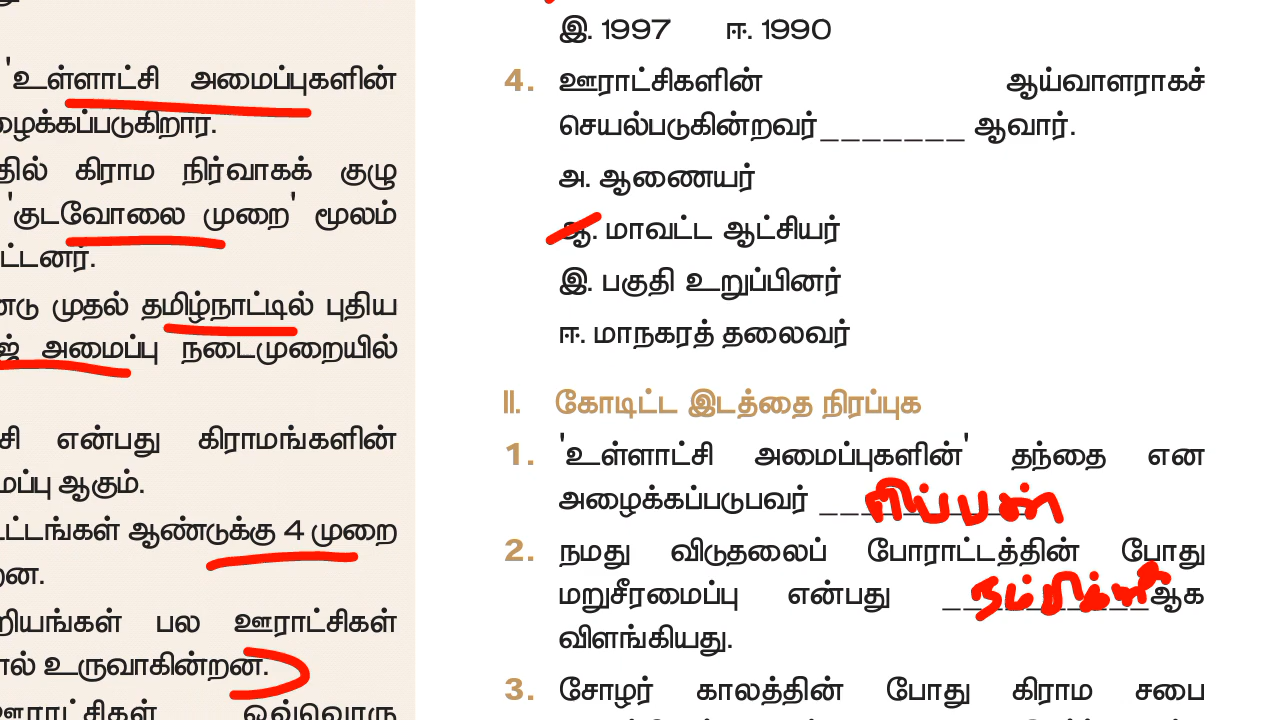 'உள்ளாட்சி அமைப்புகளின்
ழைக்கப்படுகிறார்.
தில் கிராம நிர்வாகக் குழு
'குடவோலை முறை' மூலம்
ட்டனர்.
ண்டு முதல் தமிழ்நாட்டில் புதிய
ஜ் அமைப்பு நடைமுறையில்
சி என்பது கிராமங்களின்
மைப்பு ஆகும்.
ட்டங்கள் ஆண்டுக்கு 4 முறை
றன.
றியங்கள் பல ஊராட்சிகள்
ால் உருவாகின்றன.
ஊராட்சிகள் ஒவ்வொரு
இ. 1997 ஈ. 1990
4. ஊராட்சிகளின் ஆய்வாளராகச்
செயல்படுகின்றவர்_______ ஆவார்.
அ. ஆணையர்
ஆ. மாவட்ட ஆட்சியர்
இ. பகுதி உறுப்பினர்
ஈ. மாநகரத் தலைவர்
II. கோடிட்ட இடத்தை நிரப்புக
1. 'உள்ளாட்சி அமைப்புகளின்' தந்தை என
அழைக்கப்படுபவர் ரிப்பன்
2. நமது விடுதலைப் போராட்டத்தின் போது
மறுசீரமைப்பு என்பது ஆக
விளங்கியது.
3. சோழர் காலத்தின் போது கிராம சபை